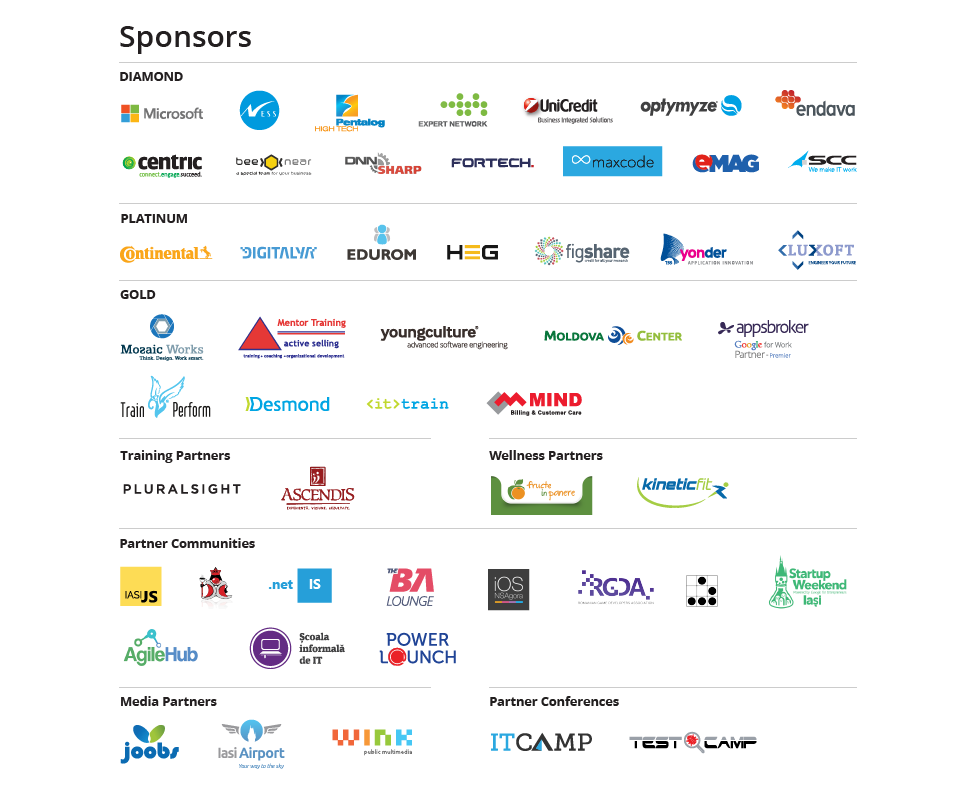 Sponsors
DIAMOND
Microsoft
NESS
Pentalog
HIGH TECH
EXPERT NETWORK
UniCredit
Business Integrated Solutions
optymyze
endava
centric
connect.engage.succeed.
bee near
a special team for your business
DNN
SHARP
FORTECH.
maxcode
eMAG
SCC
We make IT work
PLATINUM
Continental
DIGITALYA
EDUROM
HEG
figshare
credit for all your research
TSS
yonder
APPLICATION INNOVATION
LUXOFT
ENGINEER YOUR FUTURE
GOLD
Mozaic Works
Think. Design. Work smart.
Mentor Training
active selling
training • coaching • organizational development
youngculture
advanced software engineering
MOLDOVA CENTER
appsbroker
Google for Work
Partner • Premier
Train Perform
Desmond
<it>train
MIND
Billing & Customer Care
Training Partners
PLURALSIGHT
ASCENDIS
Wellness Partners
fructe
in panere
kineticfit
Partner Communities
IASI JS
.net IS
THE
BA
LOUNGE
iOS
NSAgora
RGDA
Startup
Weekend
Iași
AgileHub
Școala
informală
de IT
POWER
LOUNCH
Media Partners
joobs
Iasi Airport
Your way to the sky
wink
public multimedia
Partner Conferences
ITCAMP
TEST CAMP